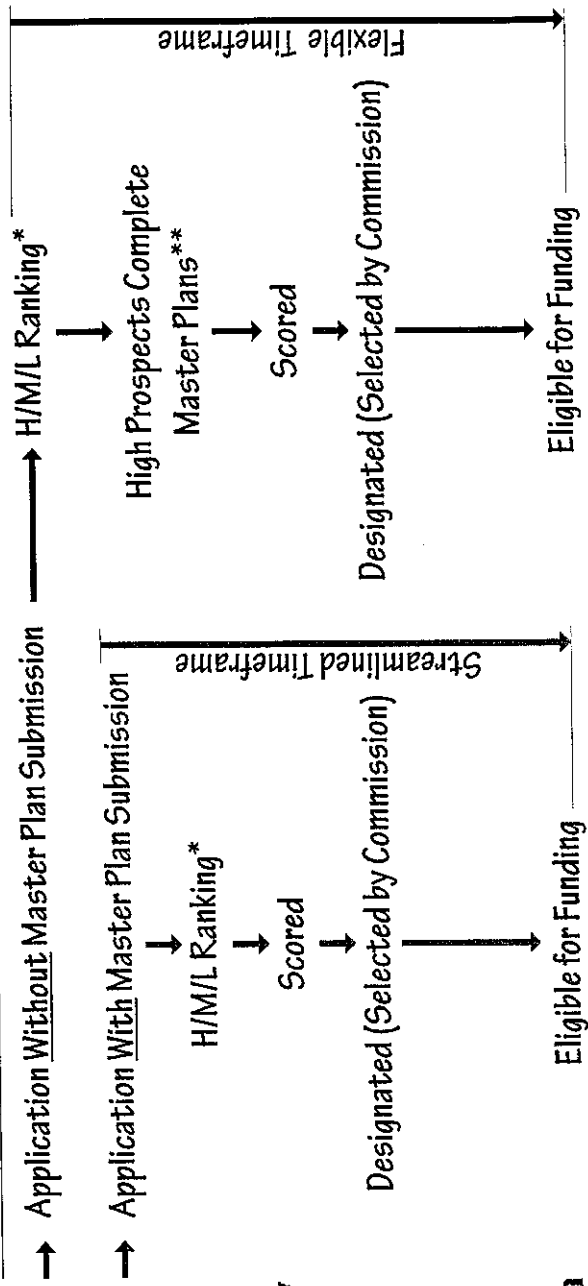 Application Without Master Plan Submission
H/M/L Ranking*
High Prospects Complete
Master Plans**
Scored
Designated (Selected by Commission)
Eligible for Funding
Flexible Timeframe
Application With Master Plan Submission
H/M/L Ranking*
Scored
Designated (Selected by Commission)
Eligible for Funding
Streamlined Timeframe